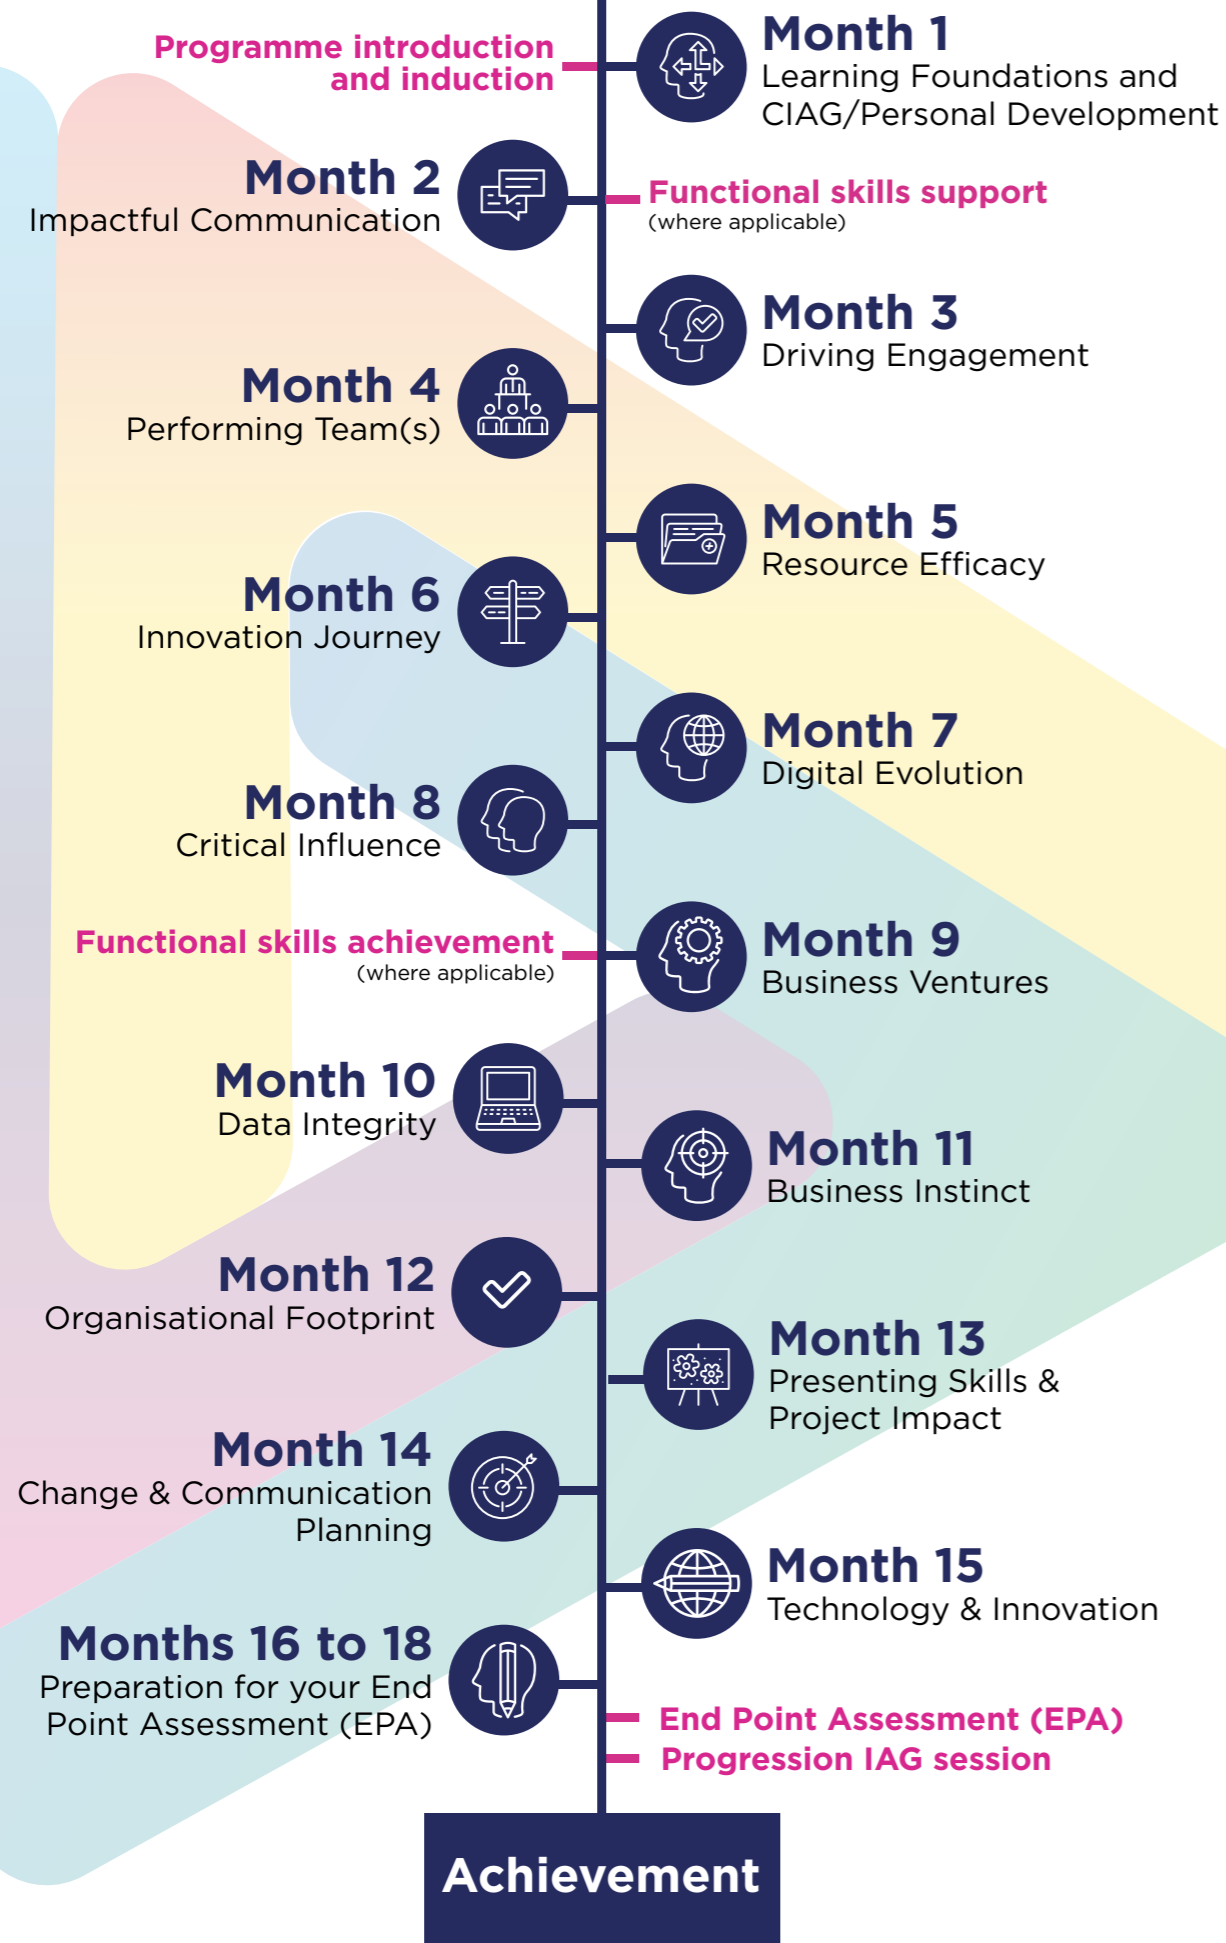 Programme introduction
and induction
Month 1
Learning Foundations and
CIAG/Personal Development
Month 2
Impactful Communication
Functional skills support
(where applicable)
Month 3
Driving Engagement
Month 4
Performing Team(s)
Month 5
Resource Efficacy
Month 6
Innovation Journey
Month 7
Digital Evolution
Month 8
Critical Influence
Functional skills achievement
(where applicable)
Month 9
Business Ventures
Month 10
Data Integrity
Month 11
Business Instinct
Month 12
Organisational Footprint
Month 13
Presenting Skills &
Project Impact
Month 14
Change & Communication
Planning
Month 15
Technology & Innovation
Months 16 to 18
Preparation for your End
Point Assessment (EPA)
End Point Assessment (EPA)
Progression IAG session
Achievement